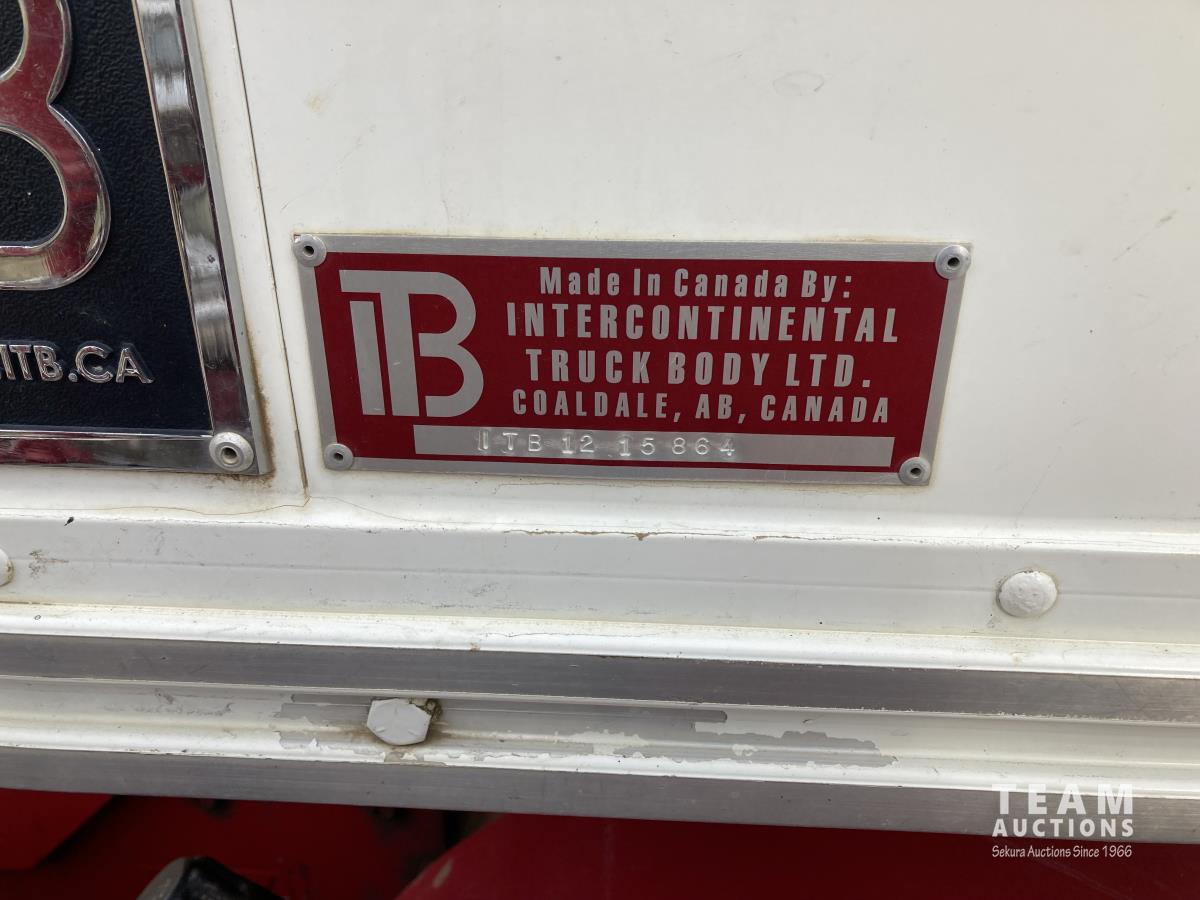 B
ITB.CA
ITB
Made In Canada By:
INTERCONTINENTAL
TRUCK BODY LTD.
COALDALE, AB, CANADA
ITB 12 15864
TEAM
AUCTIONS
Sekura Auctions Since 1966